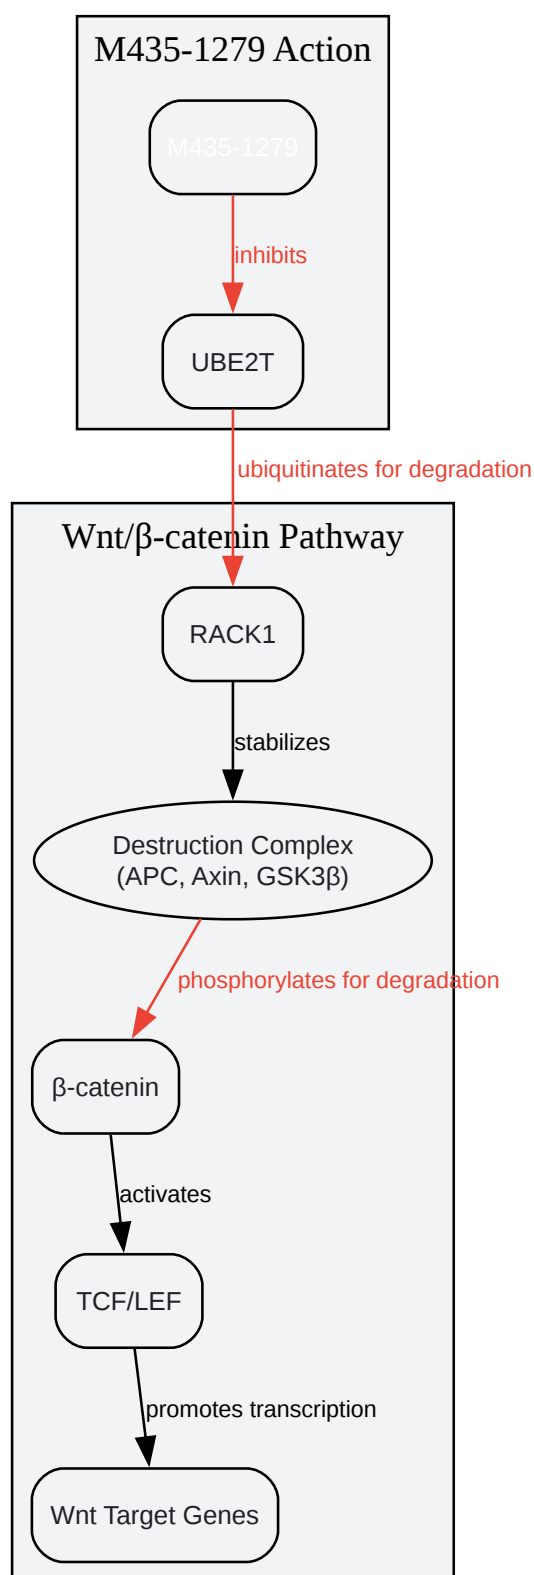 M435-1279 Action
M435-1279
inhibits
UBE2T
ubiquitinates for degradation
Wnt/β-catenin Pathway
RACK1
stabilizes
Destruction Complex
(APC, Axin, GSK3β)
phosphorylates for degradation
β-catenin
activates
TCF/LEF
promotes transcription
Wnt Target Genes